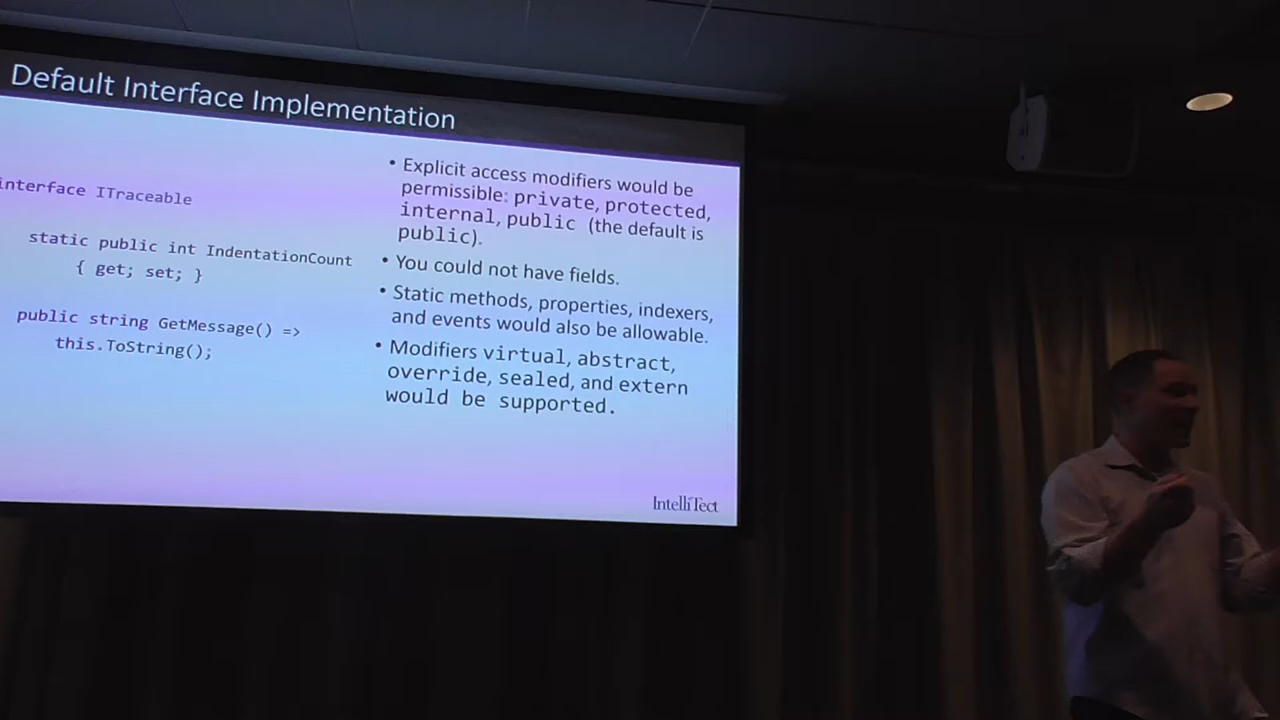 Default Interface Implementation
interface ITraceable
static public int IndentationCount
{ get; set; }
public string GetMessage() =>
this.ToString();
• Explicit access modifiers would be
permissible: private, protected,
internal, public (the default is
public).
• You could not have fields.
• Static methods, properties, indexers,
and events would also be allowable.
• Modifiers virtual, abstract,
override, sealed, and extern
would be supported.
IntelliTect